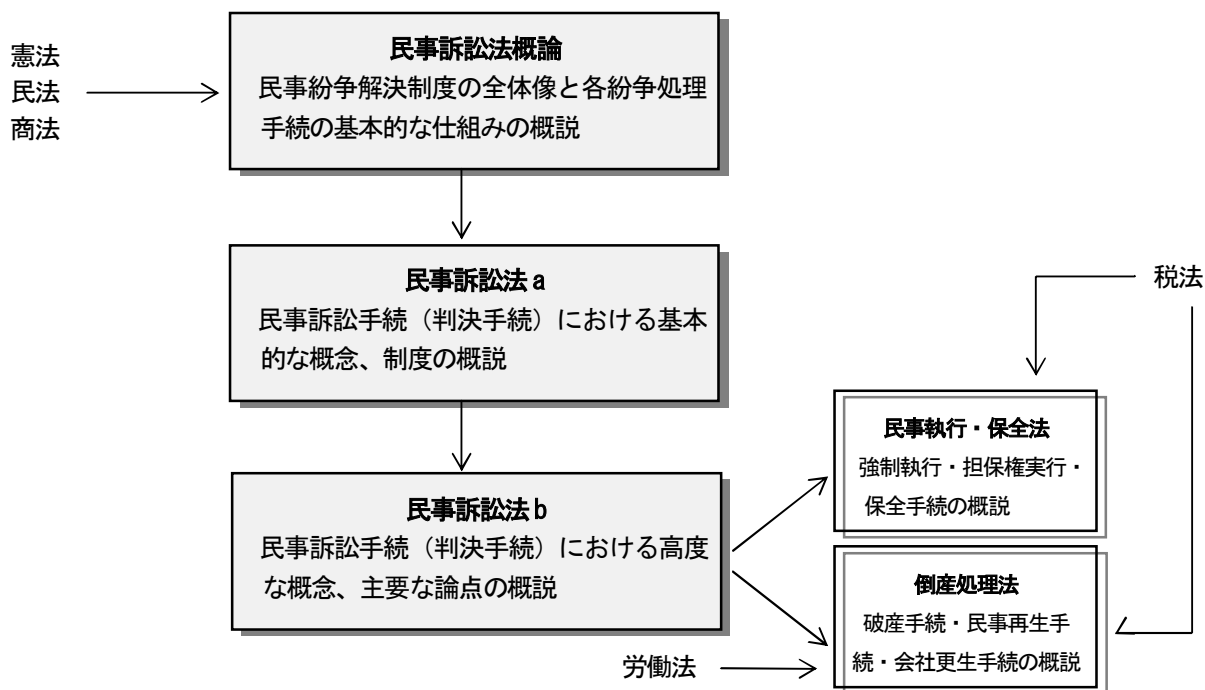 憲法
民法
商法
民事訴訟法概論
民事紛争解決制度の全体像と各紛争処理
手続の基本的な仕組みの概説
民事訴訟法a
民事訴訟手続（判決手続）における基本
的な概念、制度の概説
税法
民事訴訟法b
民事訴訟手続（判決手続）における高度
な概念、主要な論点の概説
民事執行・保全法
強制執行・担保権実行・
保全手続の概説
倒産処理法
破産手続・民事再生手
続・会社更生手続の概説
労働法